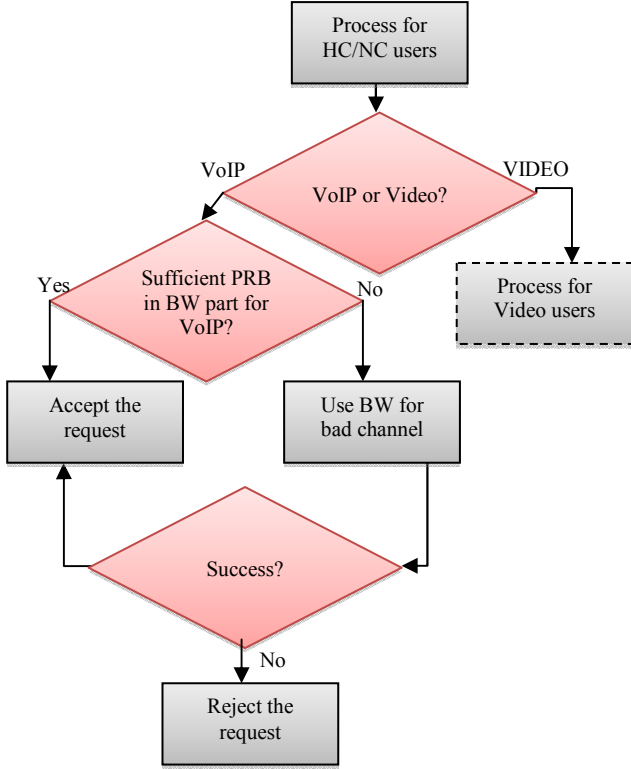 Process for
HC/NC users
VoIP
VIDEO
VoIP or Video?
Yes
Sufficient PRB
in BW part for
VoIP?
No
Process for
Video users
Accept the
request
Use BW for
bad channel
Success?
No
Reject the
request